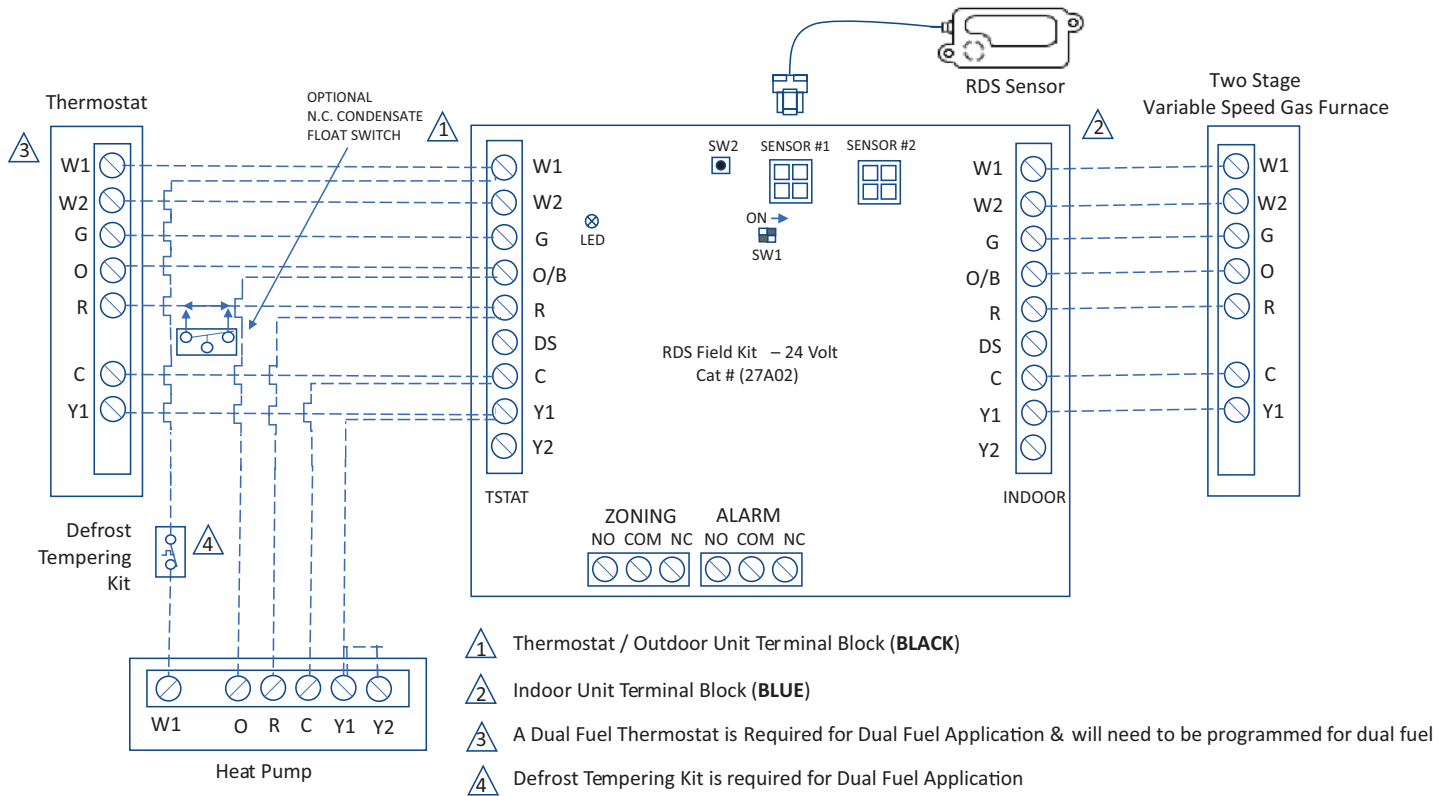 RDS Sensor
Two Stage
Variable Speed Gas Furnace
Thermostat
OPTIONAL
N.C. CONDENSATE
FLOAT SWITCH
3
1
2
W1
W2
G
O
R
C
Y1
W1
W2
G
O/B
R
DS
C
Y1
Y2
TSTAT
LED
SW2
SENSOR #1
SENSOR #2
ON
SW1
RDS Field Kit – 24 Volt
Cat # (27A02)
W1
W2
G
O/B
R
DS
C
Y1
Y2
INDOOR
W1
W2
G
O
R
C
Y1
ZONING
NO COM NC
ALARM
NO COM NC
Defrost
Tempering
Kit
4
W1 O R C Y1 Y2
Heat Pump
1 Thermostat / Outdoor Unit Terminal Block (BLACK)
2 Indoor Unit Terminal Block (BLUE)
3 A Dual Fuel Thermostat is Required for Dual Fuel Application & will need to be programmed for dual fuel
4 Defrost Tempering Kit is required for Dual Fuel Application